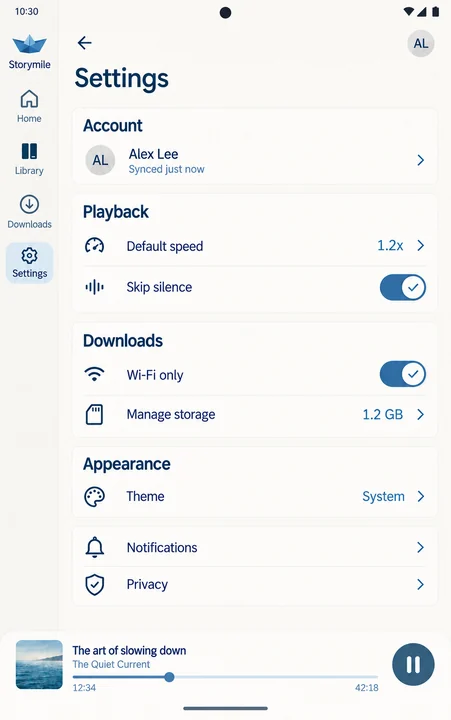 10:30
Storymile
Home
Library
Downloads
Settings
AL
Settings
Account
AL
Alex Lee
Synced just now
Playback
Default speed
1.2x
Skip silence
Downloads
Wi-Fi only
Manage storage
1.2 GB
Appearance
Theme
System
Notifications
Privacy
The art of slowing down
The Quiet Current
12:34
42:18